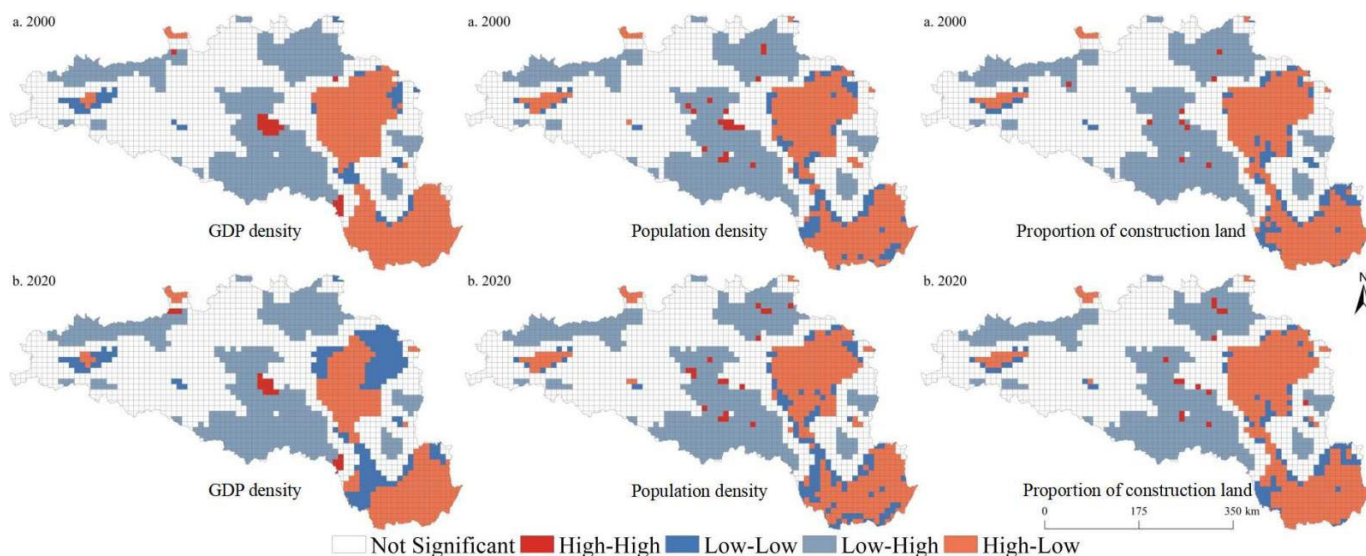 a. 2000
a. 2000
a. 2000
GDP density
Population density
Proportion of construction land
b. 2020
b. 2020
b. 2020
N
GDP density
Population density
Proportion of construction land
0 175 350 km
Not Significant High-High Low-Low Low-High High-Low